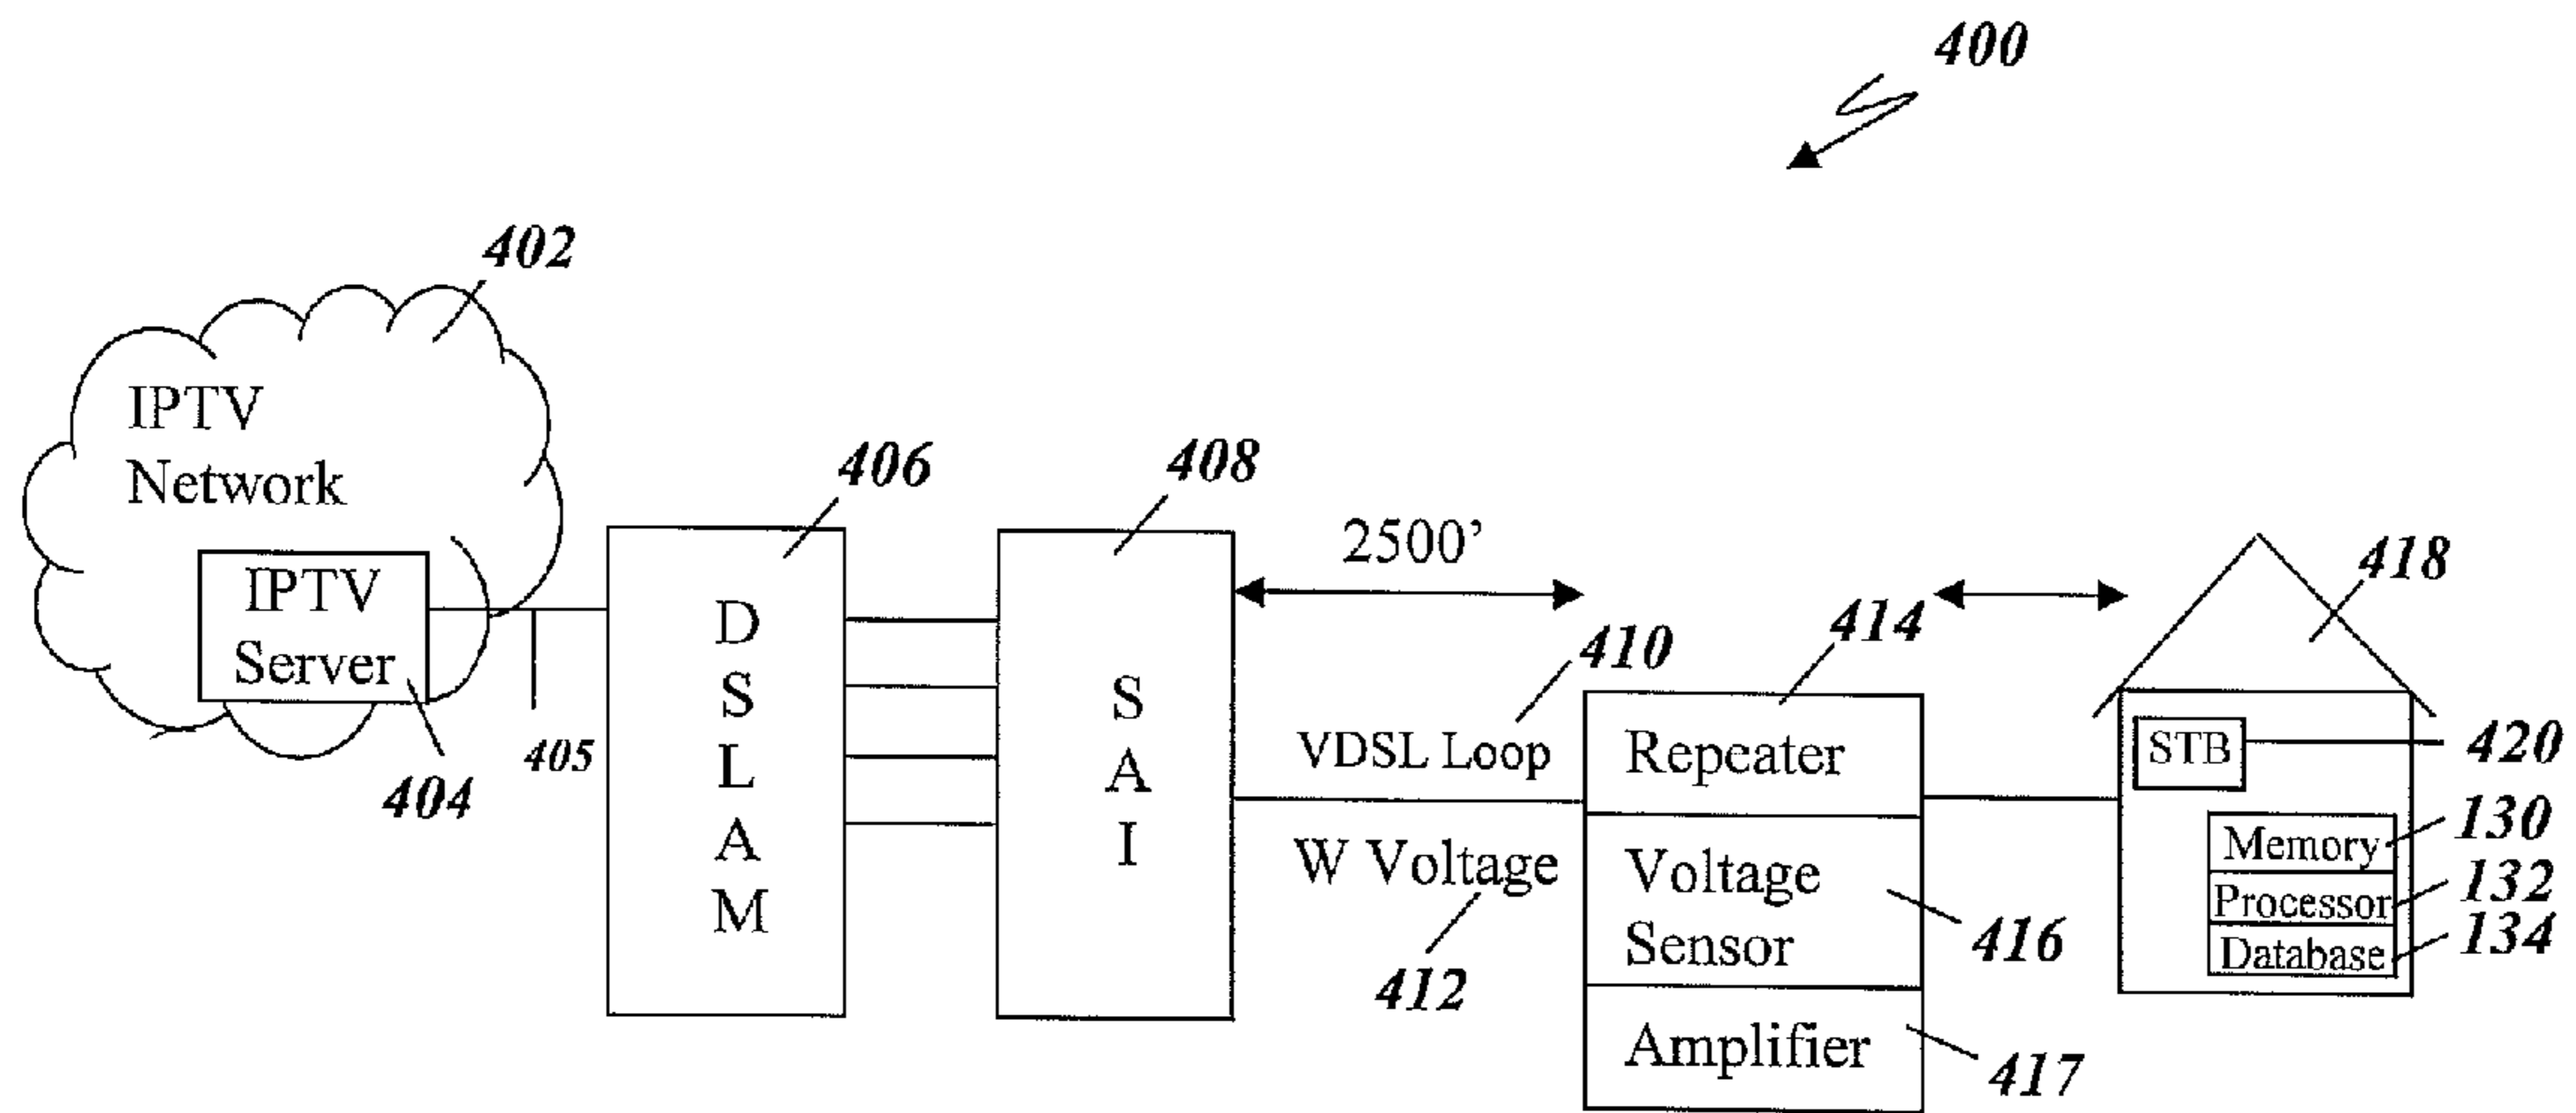 400
402
IPTV
Network
IPTV
Server
404
405
406
D
S
L
A
M
408
S
A
I
2500’
410
VDSL Loop
W Voltage
412
414
Repeater
Voltage
Sensor
416
Amplifier
417
418
STB
420
Memory
130
Processor
132
Database
134